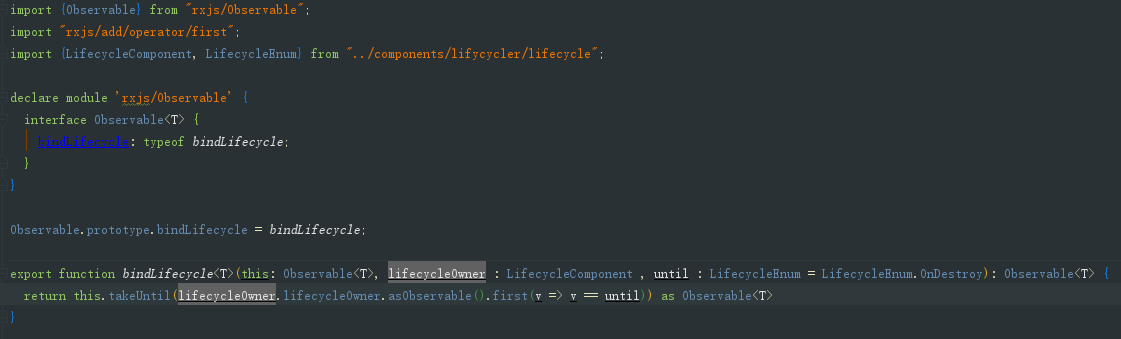 import {Observable} from "rxjs/Observable";
import "rxjs/add/operator/first";
import {LifecycleComponent, LifecycleEnum} from "../components/lifycycler/lifecycle";
declare module 'rxjs/Observable' {
interface Observable<T> {
bindLifecycle: typeof bindLifecycle;
}
}
Observable.prototype.bindLifecycle = bindLifecycle;
export function bindLifecycle<T>(this: Observable<T>, lifecycleOwner : LifecycleComponent , until : LifecycleEnum = LifecycleEnum.OnDestroy): Observable<T> {
return this.takeUntil(lifecycleOwner.lifecycleOwner.asObservable().first(v => v == until)) as Observable<T>
}